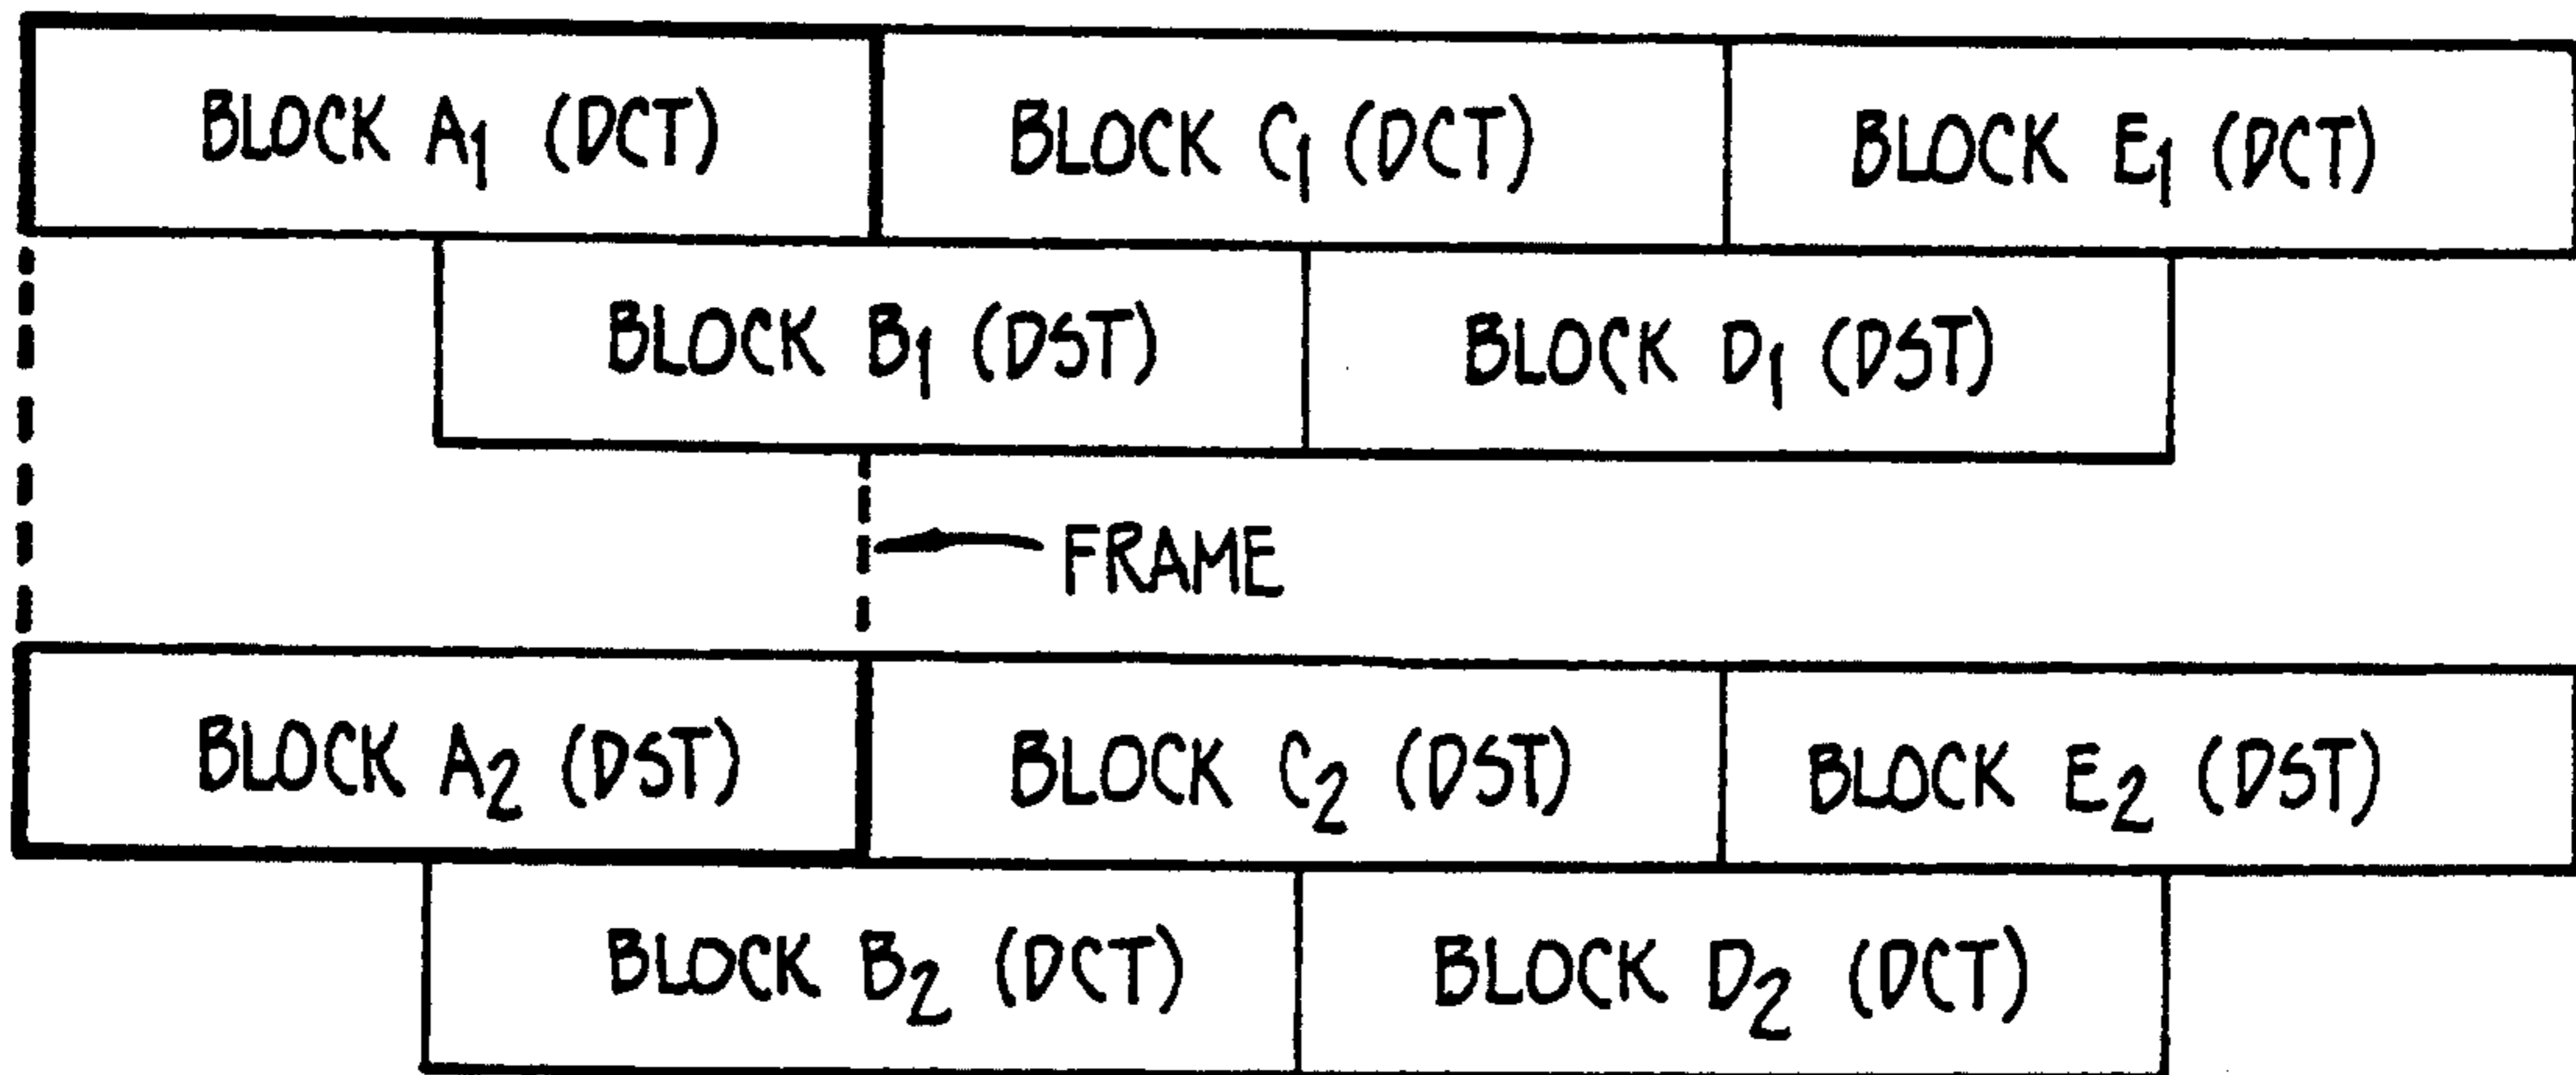 BLOCK A₁ (DCT) BLOCK C₁ (DCT) BLOCK E₁ (DCT)
BLOCK B₁ (DST) BLOCK D₁ (DST)
FRAME
BLOCK A₂ (DST) BLOCK C₂ (DST) BLOCK E₂ (DST)
BLOCK B₂ (DCT) BLOCK D₂ (DCT)